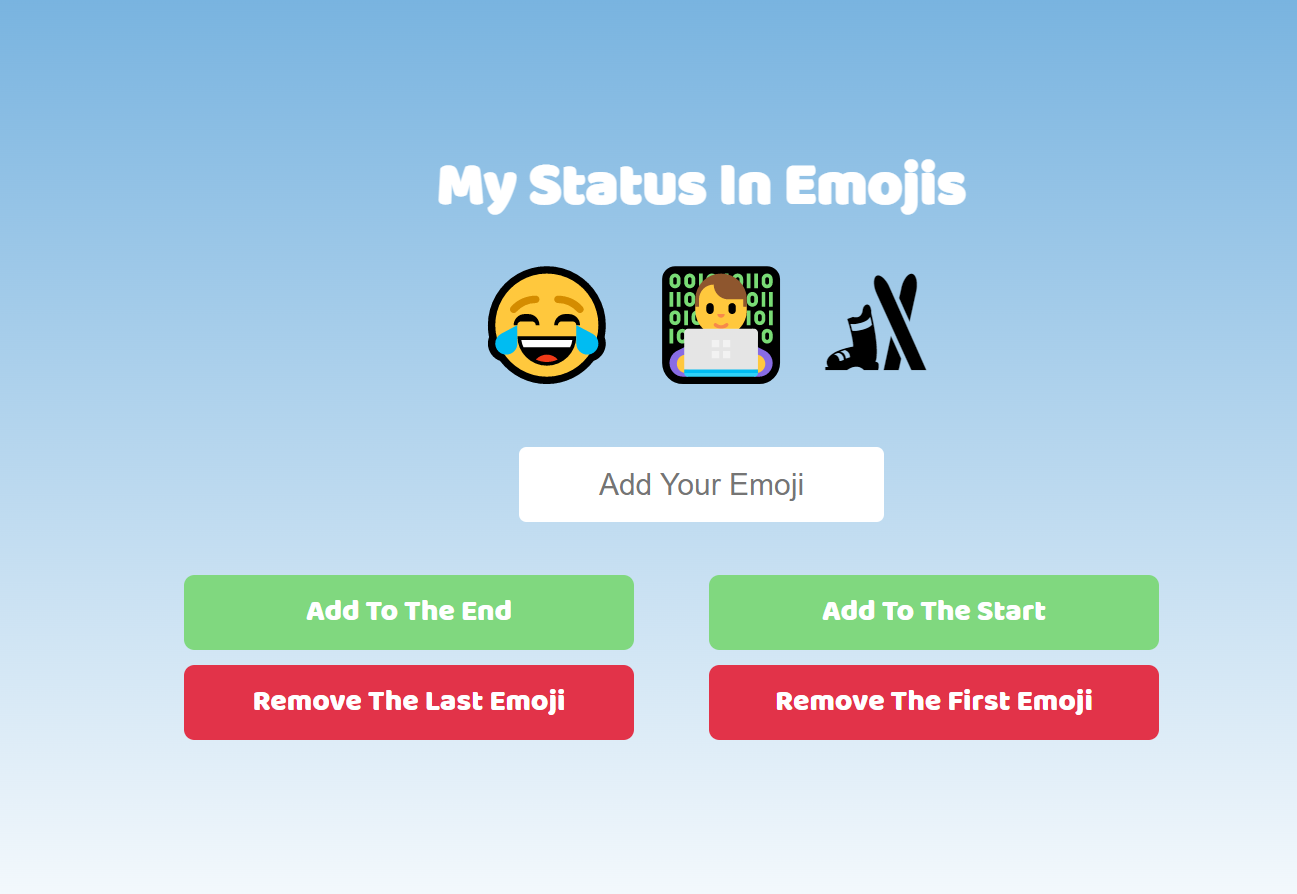 My Status In Emojis
Add Your Emoji
Add To The End
Add To The Start
Remove The Last Emoji
Remove The First Emoji